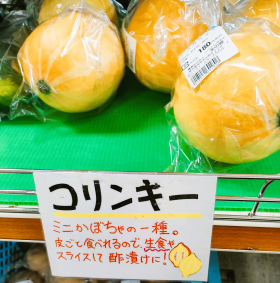 180
コリンキー
ミニかぼちゃの一種。
皮ごと食べれるので、生食や
スライスして酢漬けに!